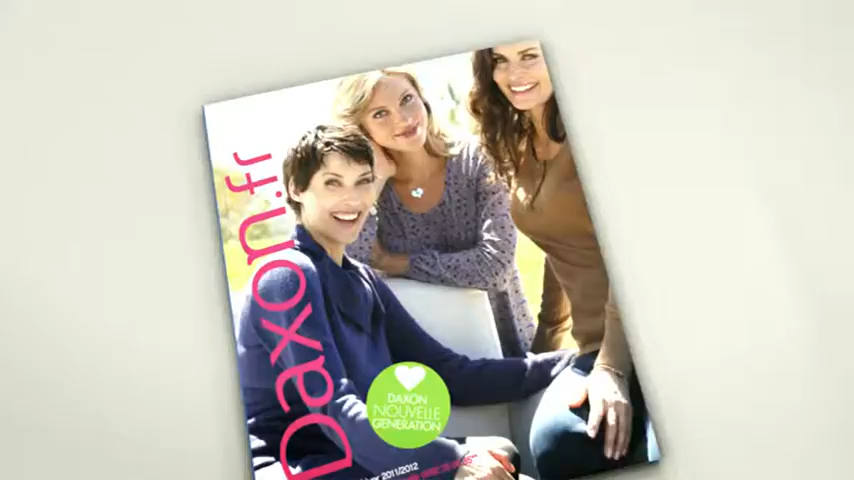 Daxon.fr
DAXON
NOUVELLE
GENERATION
2011/2012